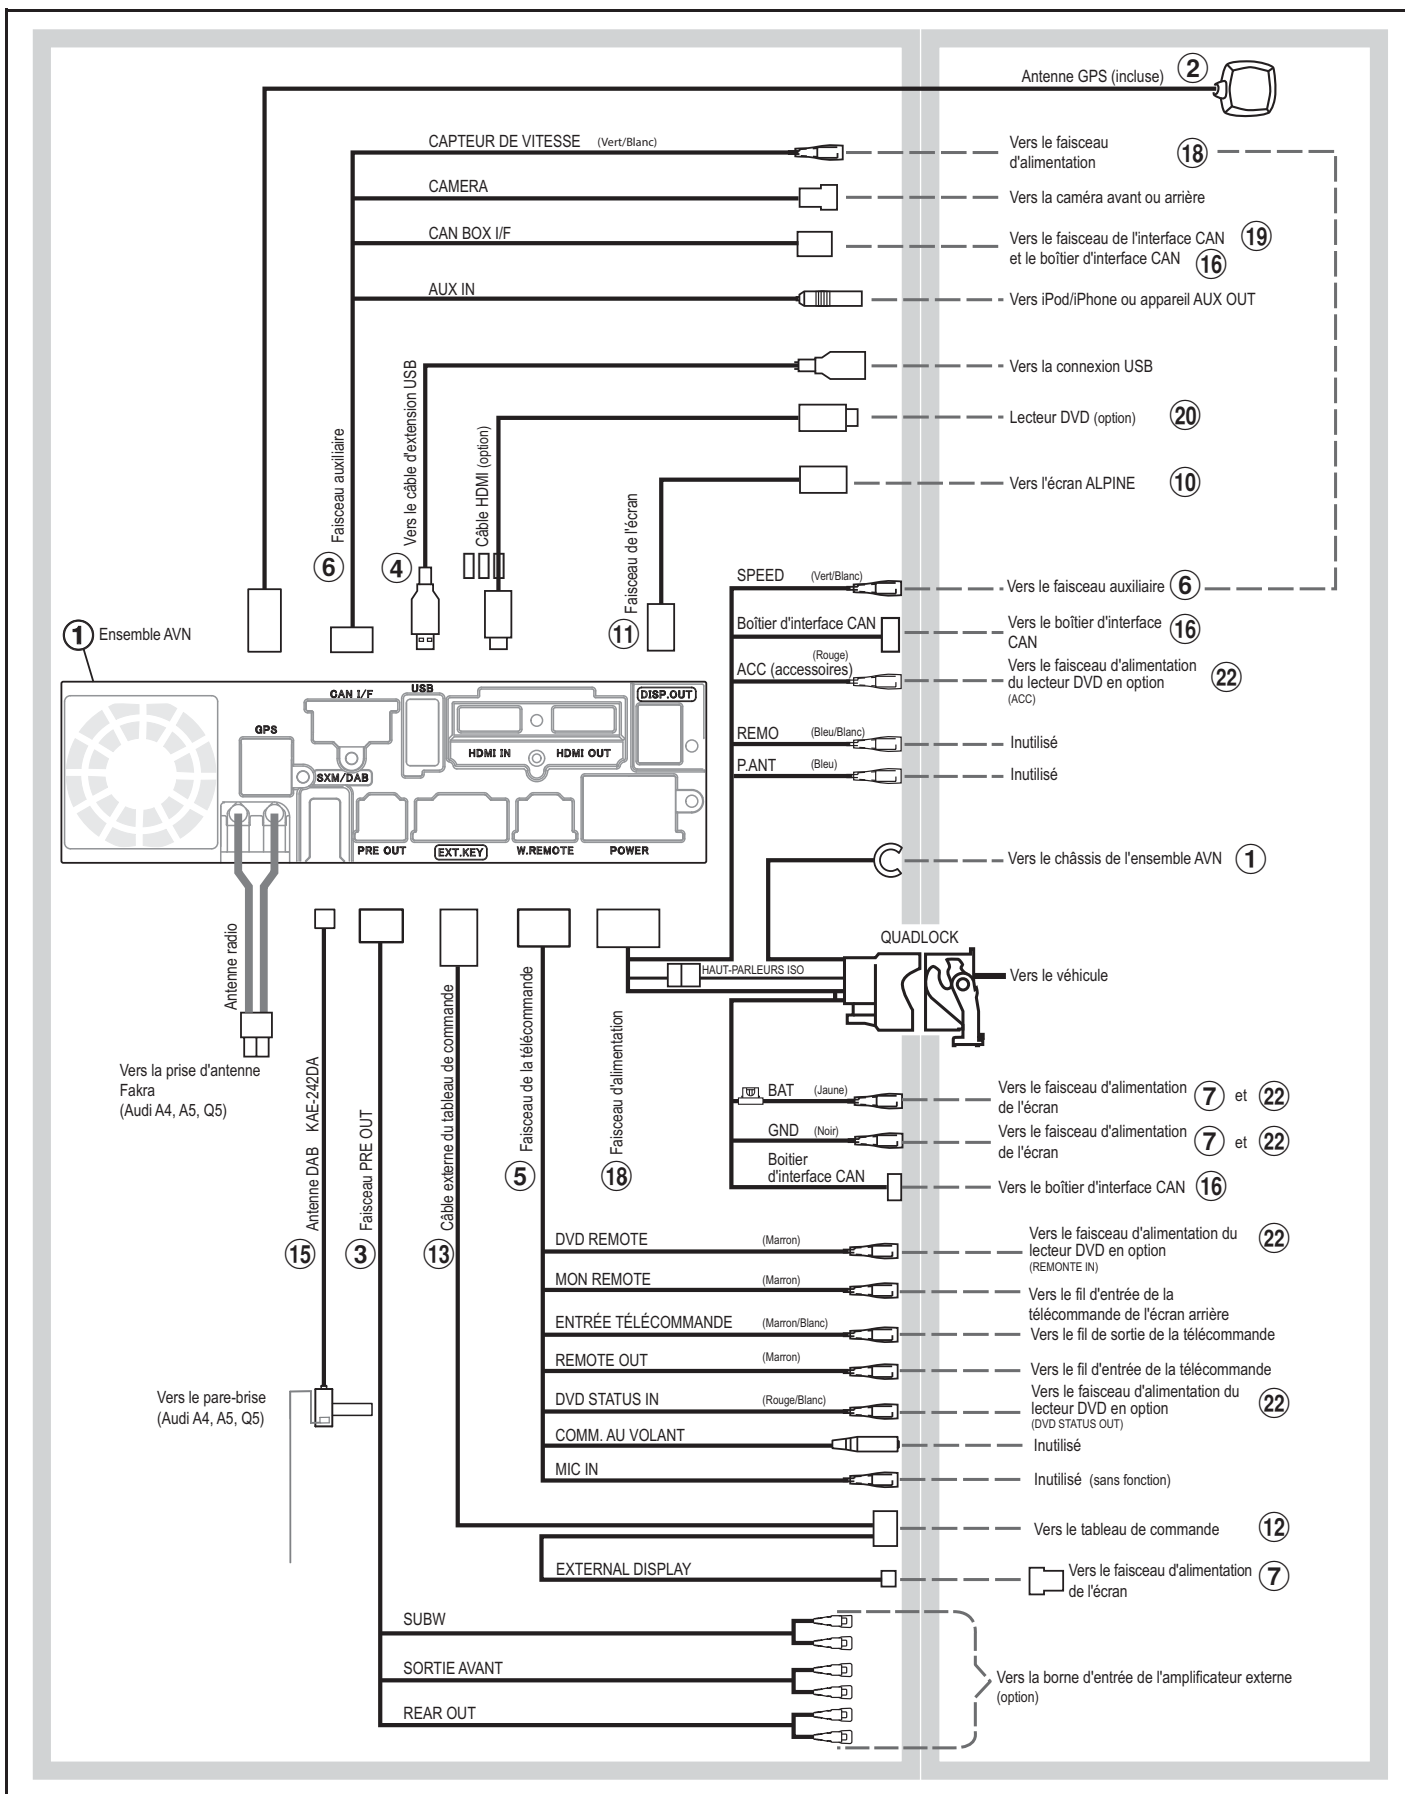 Antenne GPS (incluse) 2
CAPTEUR DE VITESSE (Vert/Blanc)
Vers le faisceau
d'alimentation 18
CAMERA
Vers la caméra avant ou arrière
CAN BOX I/F
Vers le faisceau de l'interface CAN 19
et le boîtier d'interface CAN 16
AUX IN
Vers iPod/iPhone ou appareil AUX OUT
Vers la connexion USB
Lecteur DVD (option) 20
Vers l'écran ALPINE 10
Faisceau auxiliaire
6
Vers le câble d'extension USB
4
Câble HDMI (option)
Faisceau de l'écran
11
SPEED (Vert/Blanc)
Vers le faisceau auxiliaire 6
1 Ensemble AVN
Boîtier d'interface CAN
Vers le boîtier d'interface
CAN 16
(Rouge)
ACC (accessoires)
Vers le faisceau d'alimentation
du lecteur DVD en option 22
(ACC)
REMO (Bleu/Blanc)
Inutilisé
P.ANT (Bleu)
Inutilisé
CAN I/F
USB
DISP.OUT
GPS
HDMI IN
HDMI OUT
SXM/DAB
PRE OUT
EXT.KEY
W.REMOTE
POWER
Vers le châssis de l'ensemble AVN 1
QUADLOCK
HAUT-PARLEURS ISO
Vers le véhicule
Antenne radio
Vers la prise d'antenne
Fakra
(Audi A4, A5, Q5)
Antenne DAB KAE-242DA
15
Faisceau PRE OUT
3
Câble externe du tableau de commande
13
Faisceau de la télécommande
5
Faisceau d'alimentation
18
BAT (Jaune)
Vers le faisceau d'alimentation
de l'écran 7 et 22
GND (Noir)
Vers le faisceau d'alimentation
de l'écran 7 et 22
Boitier
d'interface CAN
Vers le boîtier d'interface CAN 16
DVD REMOTE (Marron)
Vers le faisceau d'alimentation du
lecteur DVD en option 22
(REMONTE IN)
MON REMOTE (Marron)
Vers le fil d'entrée de la
télécommande de l'écran arrière
ENTRÉE TÉLÉCOMMANDE (Marron/Blanc)
Vers le fil de sortie de la télécommande
REMOTE OUT (Marron)
Vers le fil d'entrée de la télécommande
DVD STATUS IN (Rouge/Blanc)
Vers le faisceau d'alimentation du
lecteur DVD en option 22
(DVD STATUS OUT)
COMM. AU VOLANT
Inutilisé
MIC IN
Inutilisé (sans fonction)
Vers le pare-brise
(Audi A4, A5, Q5)
Vers le tableau de commande 12
EXTERNAL DISPLAY
Vers le faisceau d'alimentation
de l'écran 7
SUBW
SORTIE AVANT
REAR OUT
Vers la borne d'entrée de l'amplificateur externe
(option)